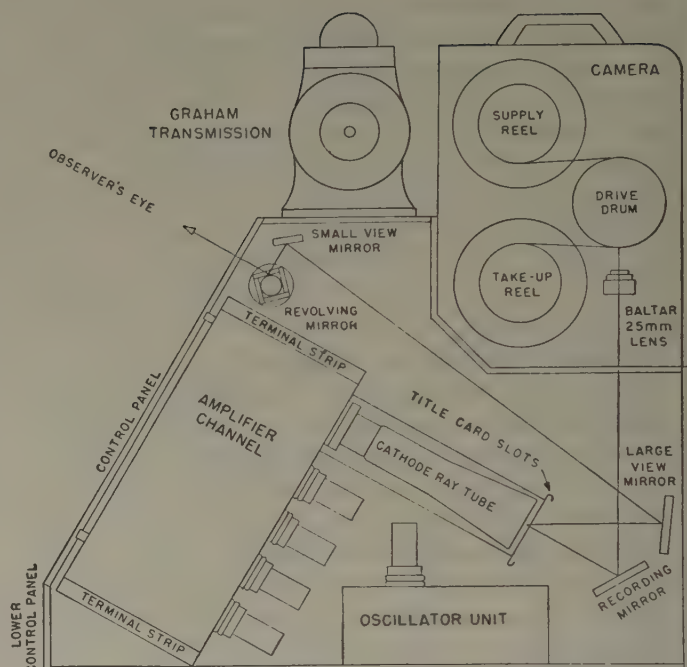 CAMERA
GRAHAM
TRANSMISSION
SUPPLY
REEL
OBSERVER'S EYE
DRIVE
DRUM
SMALL VIEW
MIRROR
TAKE-UP
REEL
REVOLVING
MIRROR
BALTAR
25mm
LENS
TERMINAL STRIP
CONTROL PANEL
AMPLIFIER
CHANNEL
TITLE CARD SLOTS
CATHODE RAY TUBE
LARGE
VIEW
MIRROR
RECORDING
MIRROR
LOWER
CONTROL PANEL
TERMINAL STRIP
OSCILLATOR UNIT